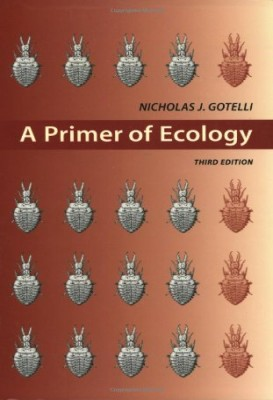 NICHOLAS J. GOTELLI
A Primer of Ecology
THIRD EDITION